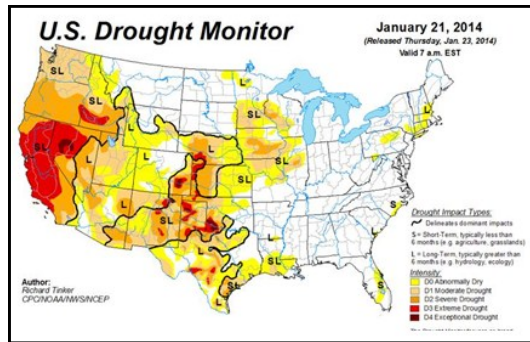 U.S. Drought Monitor
January 21, 2014
(Released Thursday, Jan. 23, 2014)
Valid 7 a.m. EST
SL
SL
L
L
L
SL
L
L
L
SL
SL
L
L
L
S
L
SL
SL
L
S
Drought Impact Types:
Delineates dominant impacts
S = Short-Term, typically less than
6 months (e.g. agriculture, grasslands)
L = Long-Term, typically greater than
6 months (e.g. hydrology, ecology)
Intensity:
D0 Abnormally Dry
D1 Moderate Drought
D2 Severe Drought
D3 Extreme Drought
D4 Exceptional Drought
Author:
Richard Tinker
CPC/NOAA/NWS/NCEP